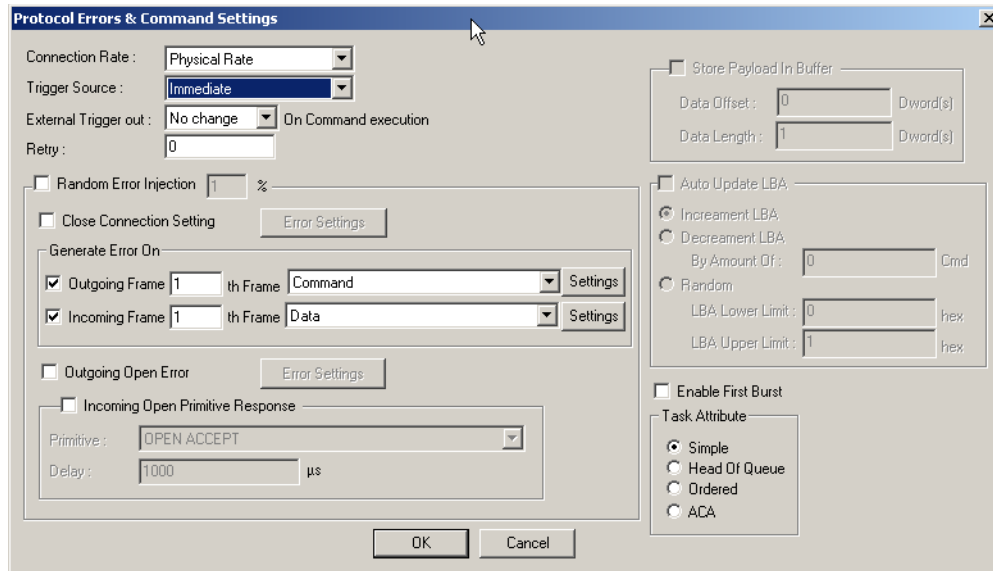 Protocol Errors & Command Settings
Connection Rate : Physical Rate
Trigger Source : Immediate
External Trigger out : No change On Command execution
Retry : 0
Random Error Injection 1 %
Close Connection Setting Error Settings
Generate Error On
Outgoing Frame 1 th Frame Command Settings
Incoming Frame 1 th Frame Data Settings
Outgoing Open Error Error Settings
Incoming Open Primitive Response
Primitive : OPEN ACCEPT
Delay : 1000 µs
Store Payload In Buffer
Data Offset : 0 Dword(s)
Data Length : 1 Dword(s)
Auto Update LBA
Increament LBA
Decreament LBA
By Amount Of : 0 Cmd
Random
LBA Lower Limit : 0 hex
LBA Upper Limit : 1 hex
Enable First Burst
Task Attribute
Simple
Head Of Queue
Ordered
ACA
OK Cancel